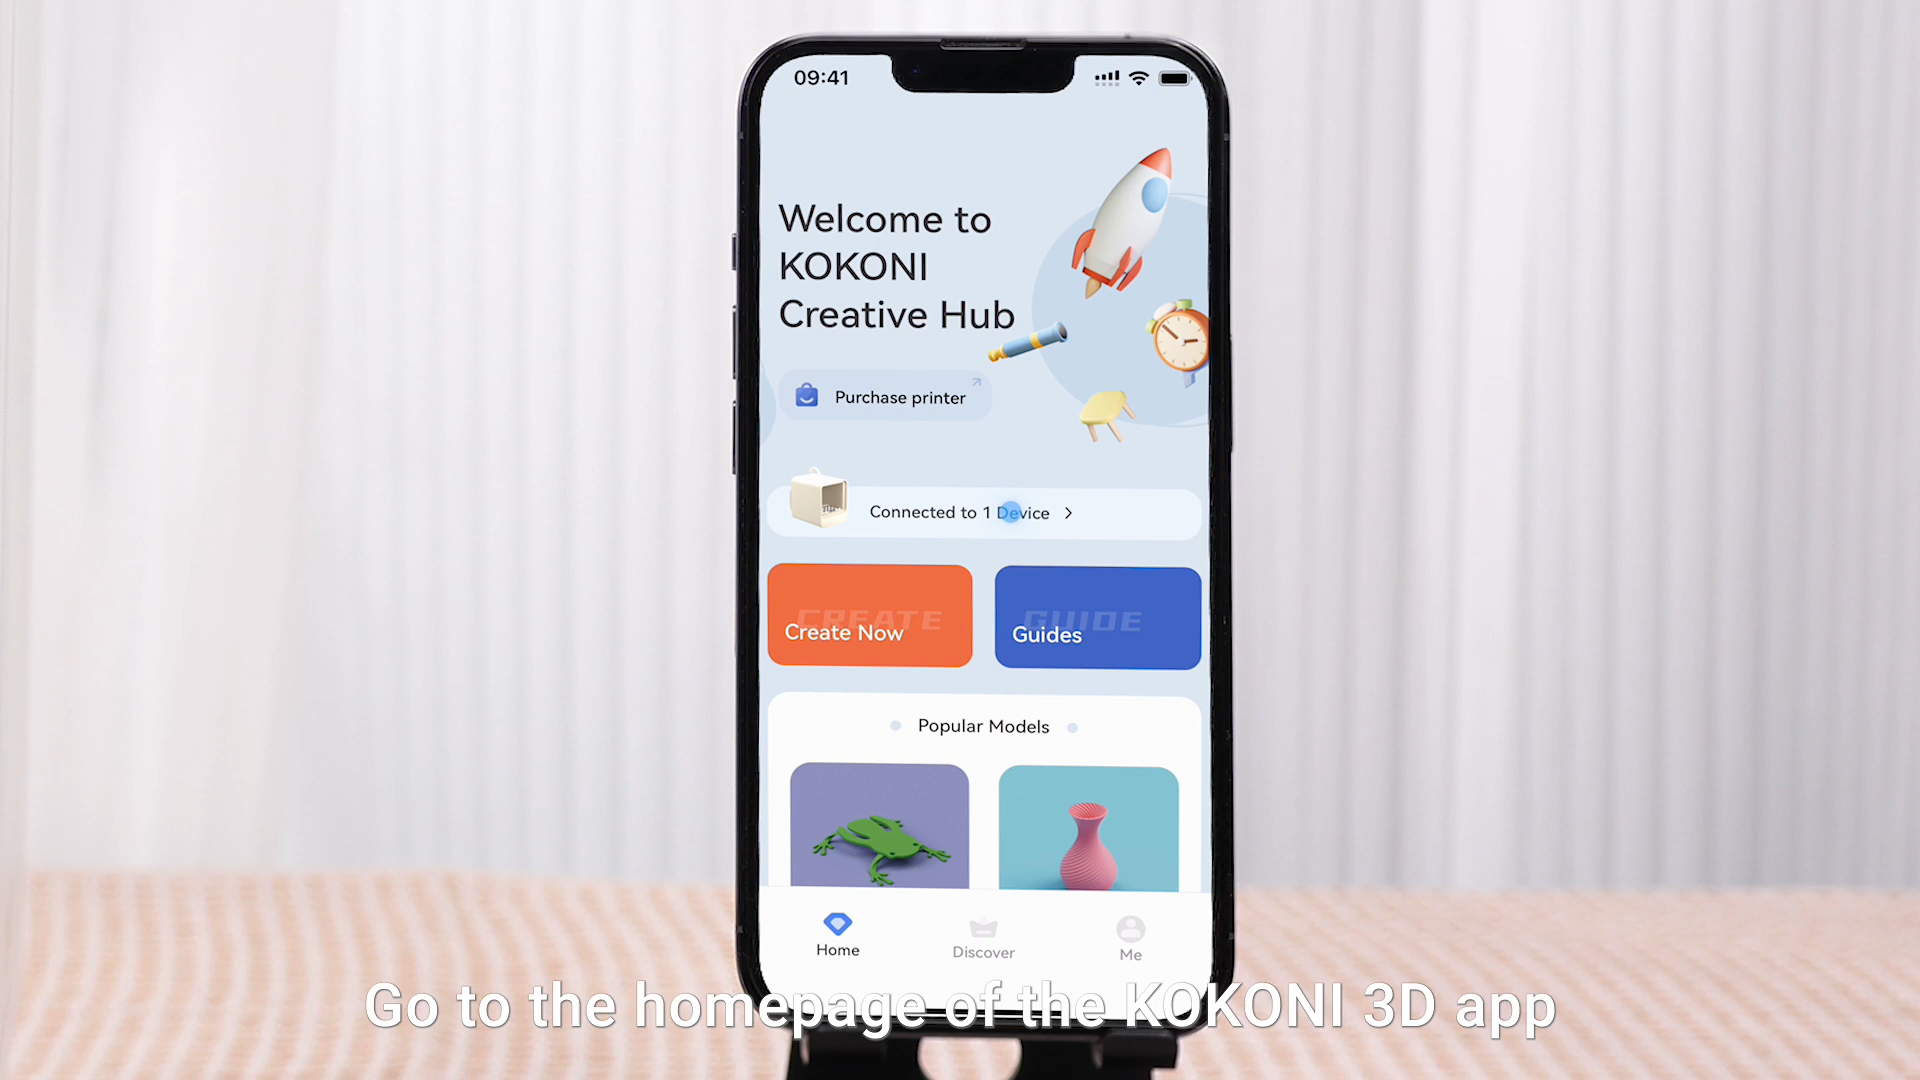 09:41
Welcome to
KOKONI
Creative Hub
Purchase printer
Connected to 1 Device
CREATE
Create Now
GUIDE
Guides
Popular Models
Home
Discover
Me
Go to the homepage of the KOKONI 3D app